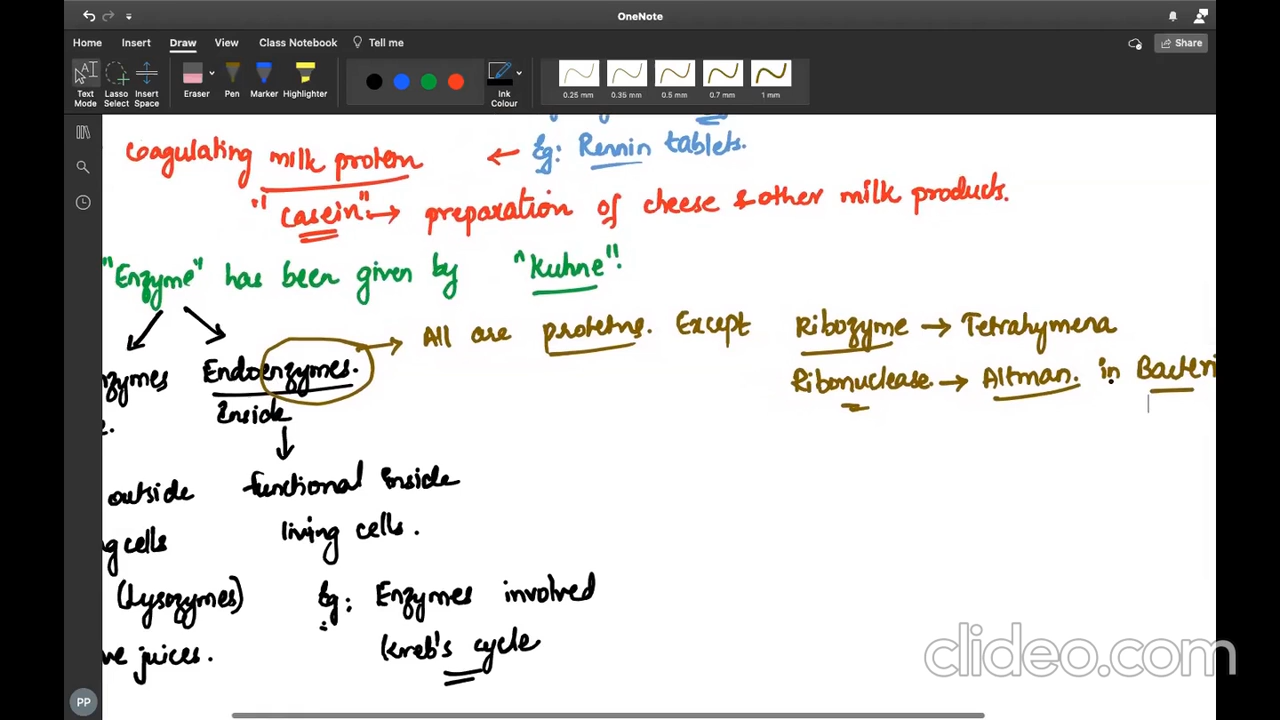 OneNote
Home Insert Draw View Class Notebook Tell me
Share
Text Mode
Lasso Select
Insert Space
Eraser
Pen
Marker
Highlighter
Ink Colour
0.25 mm 0.35 mm 0.5 mm 0.7 mm 1 mm
Eg: Rennin tablets.
coagulating milk protein ←
"casein" → preparation of cheese & other milk products.
"Enzyme" has been given by "Kuhne".
→ All are proteins. Except Ribozyme → Tetrahymena
Ribonuclease → Altman. in Bacteri
nzymes Endoenzymes.
Inside
outside functional inside
ng cells living cells.
(Lysozymes) Eg: Enzymes involved
ve juices. Kreb's cycle
PP
clideo.com